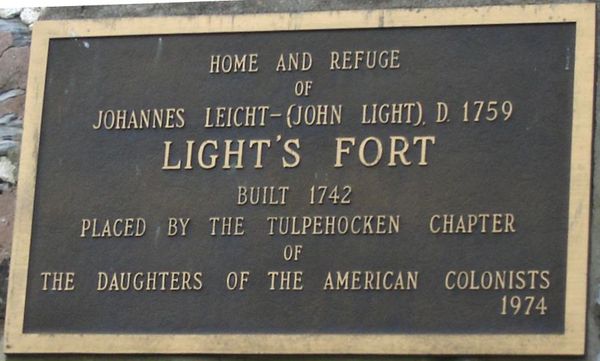 HOME AND REFUGE
OF
JOHANNES LEICHT-(JOHN LIGHT), D. 1759
LIGHT'S FORT
BUILT 1742
PLACED BY THE TULPEHOCKEN CHAPTER
OF
THE DAUGHTERS OF THE AMERICAN COLONISTS
1974